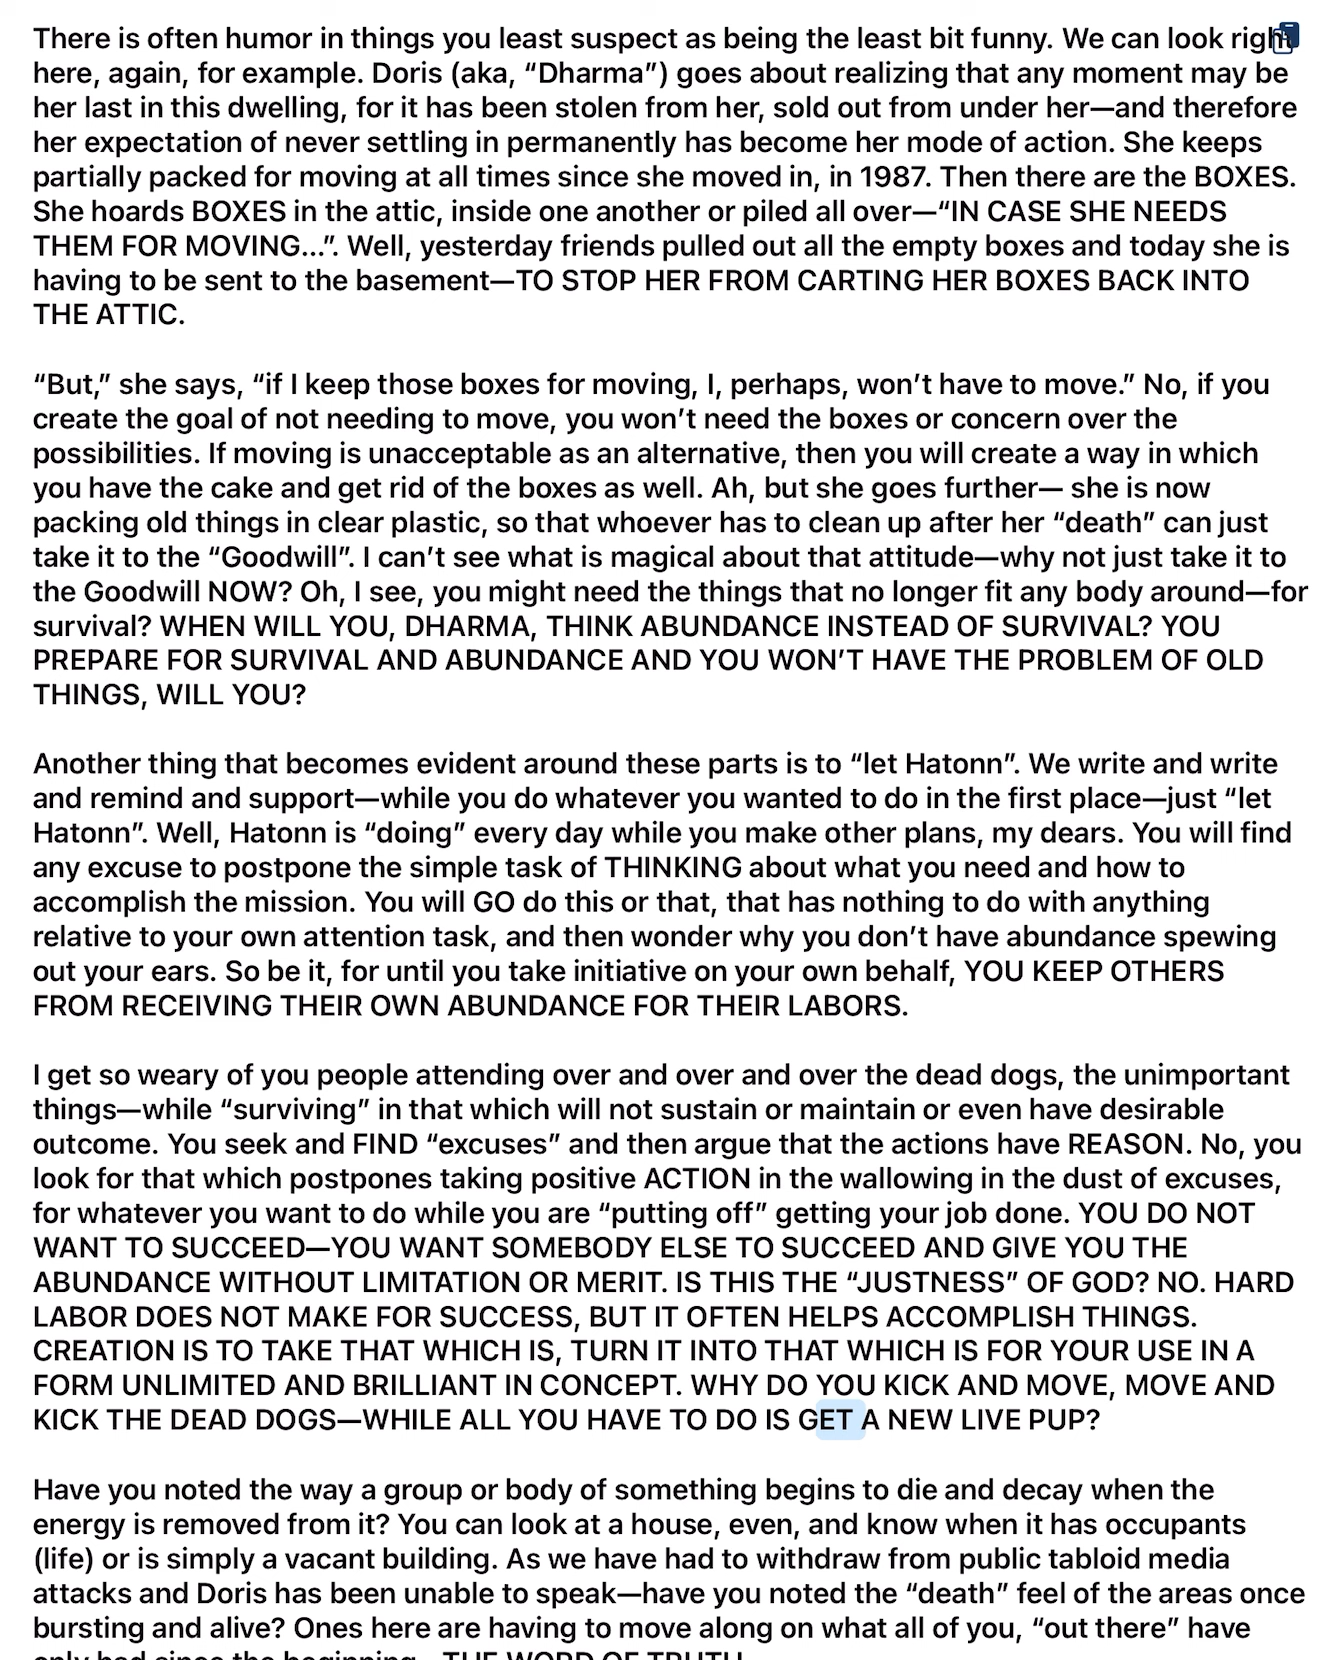 There is often humor in things you least suspect as being the least bit funny. We can look right
here, again, for example. Doris (aka, “Dharma”) goes about realizing that any moment may be
her last in this dwelling, for it has been stolen from her, sold out from under her—and therefore
her expectation of never settling in permanently has become her mode of action. She keeps
partially packed for moving at all times since she moved in, in 1987. Then there are the BOXES.
She hoards BOXES in the attic, inside one another or piled all over—“IN CASE SHE NEEDS
THEM FOR MOVING...”. Well, yesterday friends pulled out all the empty boxes and today she is
having to be sent to the basement—TO STOP HER FROM CARTING HER BOXES BACK INTO
THE ATTIC.
“But,” she says, “if I keep those boxes for moving, I, perhaps, won’t have to move.” No, if you
create the goal of not needing to move, you won’t need the boxes or concern over the
possibilities. If moving is unacceptable as an alternative, then you will create a way in which
you have the cake and get rid of the boxes as well. Ah, but she goes further— she is now
packing old things in clear plastic, so that whoever has to clean up after her “death” can just
take it to the “Goodwill”. I can’t see what is magical about that attitude—why not just take it to
the Goodwill NOW? Oh, I see, you might need the things that no longer fit any body around—for
survival? WHEN WILL YOU, DHARMA, THINK ABUNDANCE INSTEAD OF SURVIVAL? YOU
PREPARE FOR SURVIVAL AND ABUNDANCE AND YOU WON’T HAVE THE PROBLEM OF OLD
THINGS, WILL YOU?
Another thing that becomes evident around these parts is to “let Hatonn”. We write and write
and remind and support—while you do whatever you wanted to do in the first place—just “let
Hatonn”. Well, Hatonn is “doing” every day while you make other plans, my dears. You will find
any excuse to postpone the simple task of THINKING about what you need and how to
accomplish the mission. You will GO do this or that, that has nothing to do with anything
relative to your own attention task, and then wonder why you don’t have abundance spewing
out your ears. So be it, for until you take initiative on your own behalf, YOU KEEP OTHERS
FROM RECEIVING THEIR OWN ABUNDANCE FOR THEIR LABORS.
I get so weary of you people attending over and over and over the dead dogs, the unimportant
things—while “surviving” in that which will not sustain or maintain or even have desirable
outcome. You seek and FIND “excuses” and then argue that the actions have REASON. No, you
look for that which postpones taking positive ACTION in the wallowing in the dust of excuses,
for whatever you want to do while you are “putting off” getting your job done. YOU DO NOT
WANT TO SUCCEED—YOU WANT SOMEBODY ELSE TO SUCCEED AND GIVE YOU THE
ABUNDANCE WITHOUT LIMITATION OR MERIT. IS THIS THE “JUSTNESS” OF GOD? NO. HARD
LABOR DOES NOT MAKE FOR SUCCESS, BUT IT OFTEN HELPS ACCOMPLISH THINGS.
CREATION IS TO TAKE THAT WHICH IS, TURN IT INTO THAT WHICH IS FOR YOUR USE IN A
FORM UNLIMITED AND BRILLIANT IN CONCEPT. WHY DO YOU KICK AND MOVE, MOVE AND
KICK THE DEAD DOGS—WHILE ALL YOU HAVE TO DO IS GET A NEW LIVE PUP?
Have you noted the way a group or body of something begins to die and decay when the
energy is removed from it? You can look at a house, even, and know when it has occupants
(life) or is simply a vacant building. As we have had to withdraw from public tabloid media
attacks and Doris has been unable to speak—have you noted the “death” feel of the areas once
bursting and alive? Ones here are having to move along on what all of you, “out there” have
only had since the beginning—THE WORD OF TRUTH